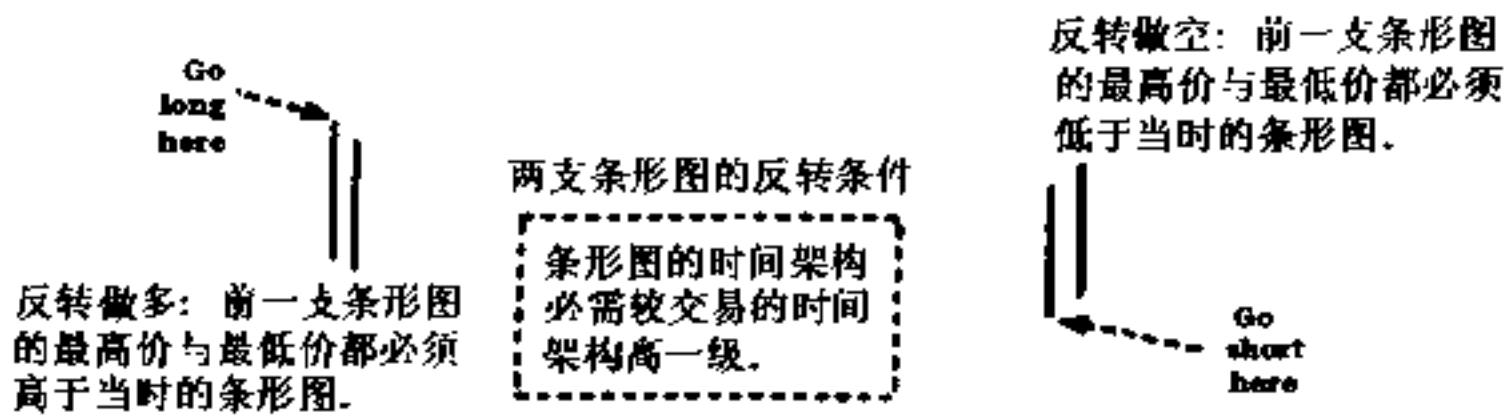 Go
long
here
反转做多：前一支条形图
的最高价与最低价都必须
高于当时的条形图.
两支条形图的反转条件
条形图的时间架构
必需较交易的时间
架构高一级.
反转做空：前一支条形图
的最高价与最低价都必须
低于当时的条形图.
Go
short
here